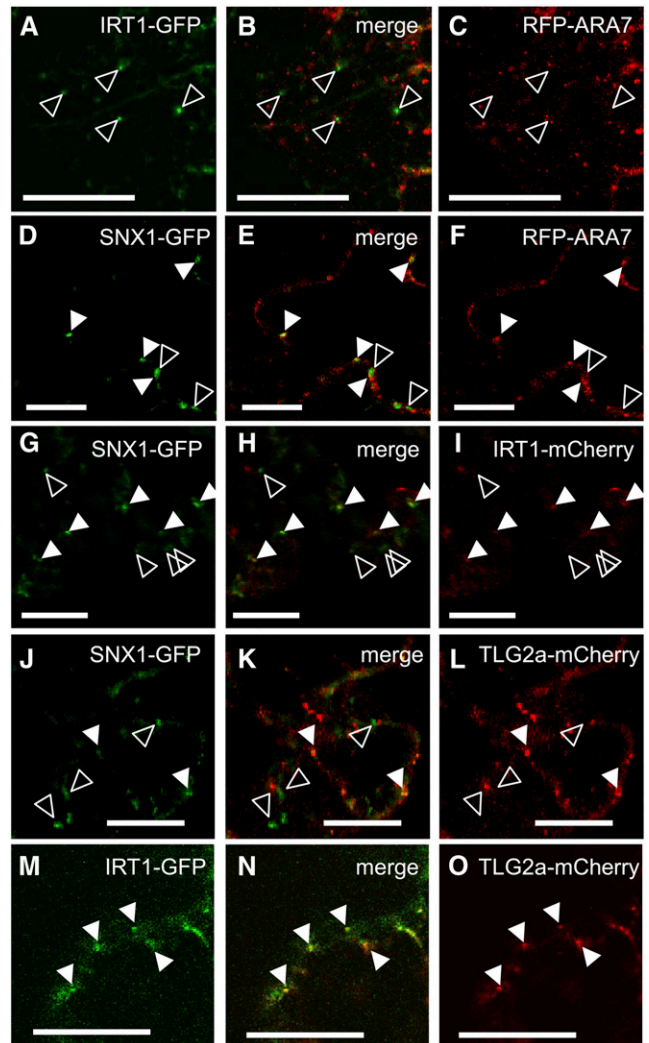 A IRT1-GFP B merge C RFP-ARA7
D SNX1-GFP E merge F RFP-ARA7
G SNX1-GFP H merge I IRT1-mCherry
J SNX1-GFP K merge L TLG2a-mCherry
M IRT1-GFP N merge O TLG2a-mCherry